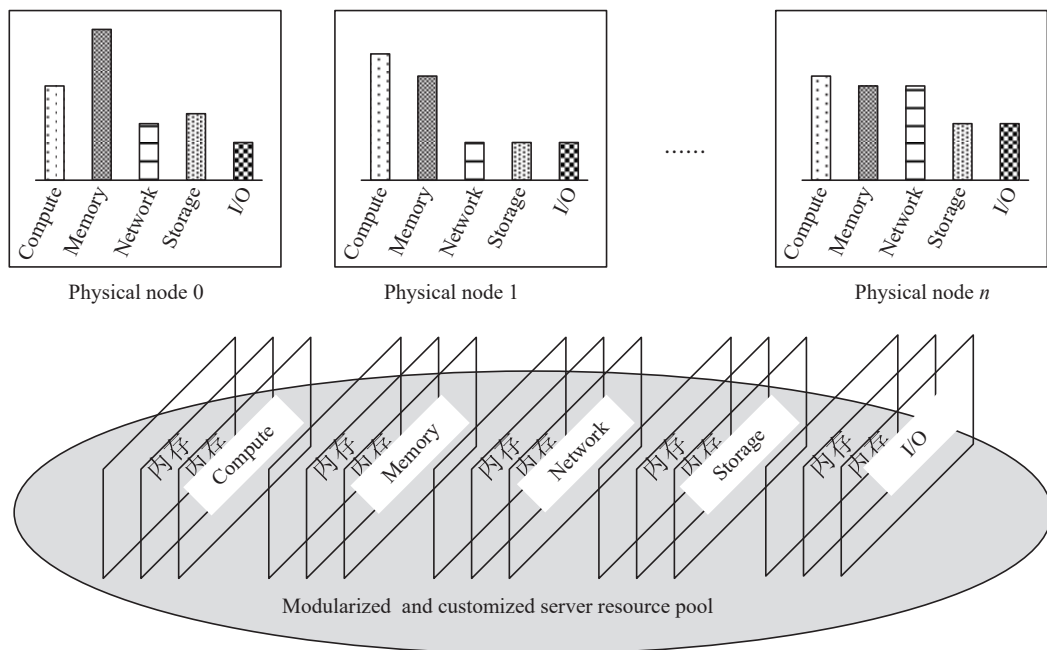 Compute
Memory
Network
Storage
I/O
Physical node 0
Compute
Memory
Network
Storage
I/O
Physical node 1
......
Compute
Memory
Network
Storage
I/O
Physical node n
内存
内存
Compute
内存
内存
Memory
内存
内存
Network
内存
内存
Storage
内存
内存
I/O
Modularized and customized server resource pool